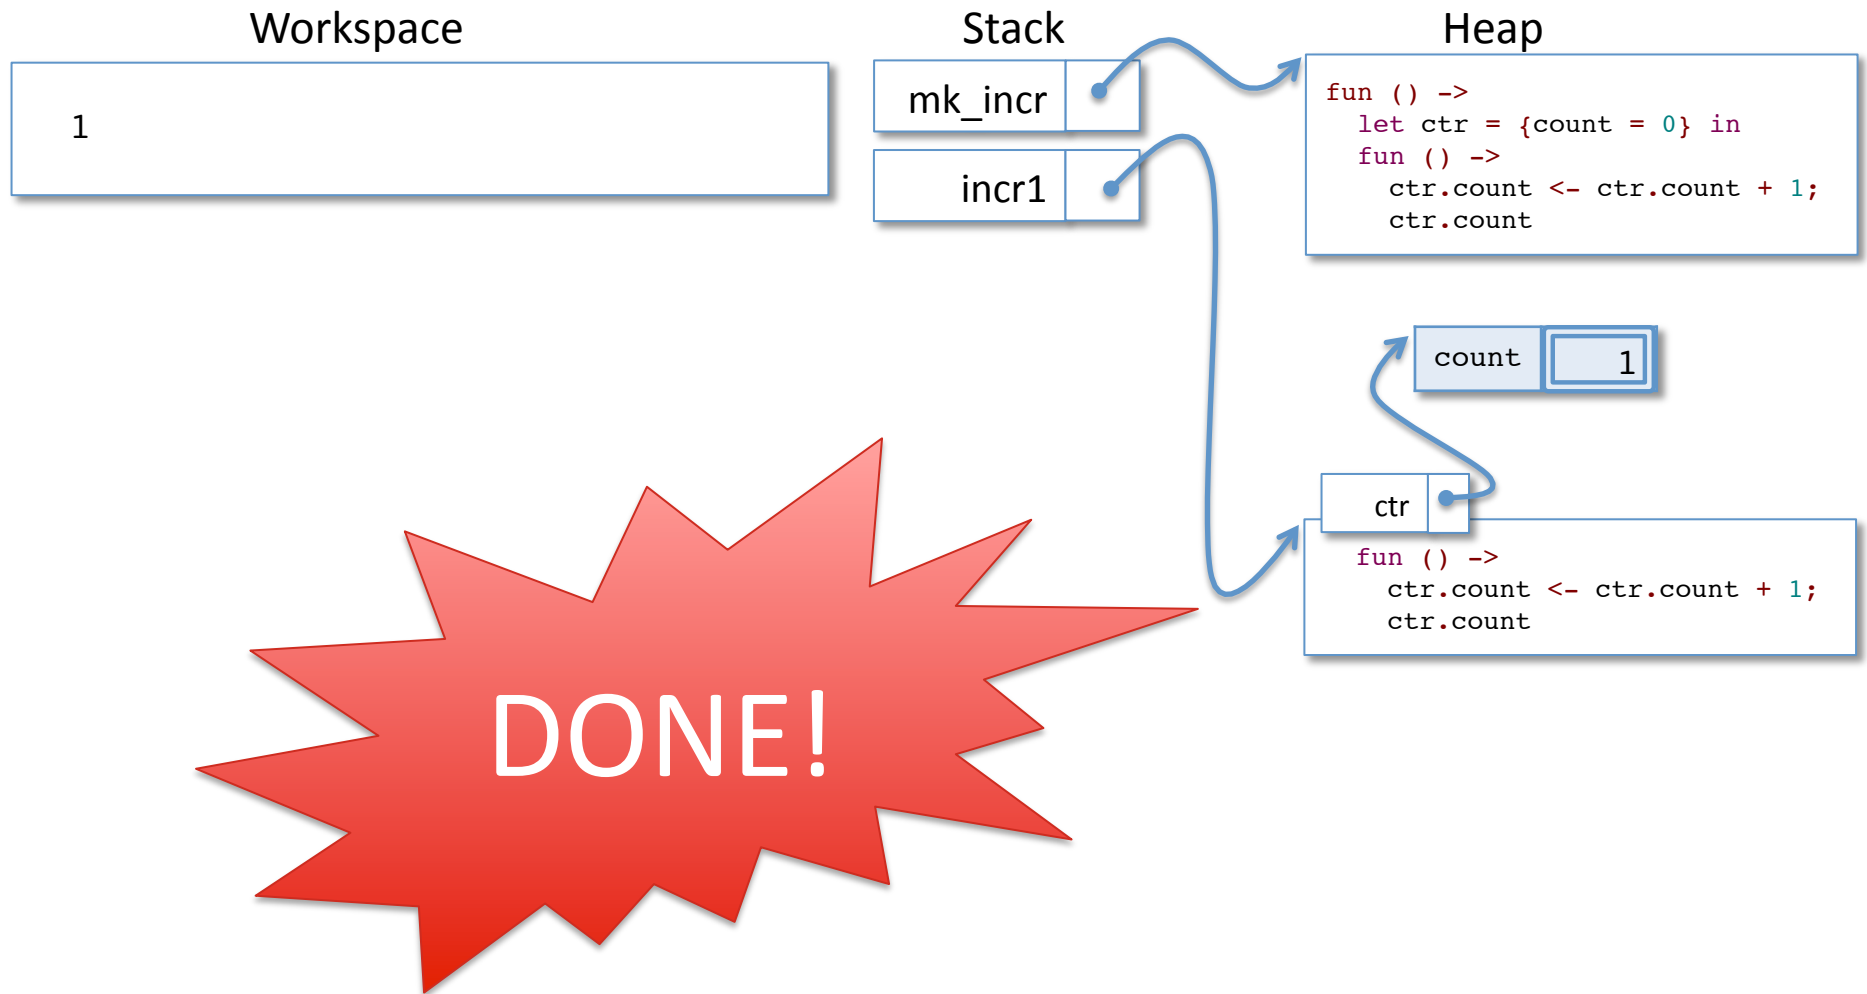 Workspace
Stack
Heap
1
mk_incr
incr1
fun () ->
let ctr = {count = 0} in
fun () ->
ctr.count <- ctr.count + 1;
ctr.count
count 1
ctr
fun () ->
ctr.count <- ctr.count + 1;
ctr.count
DONE!